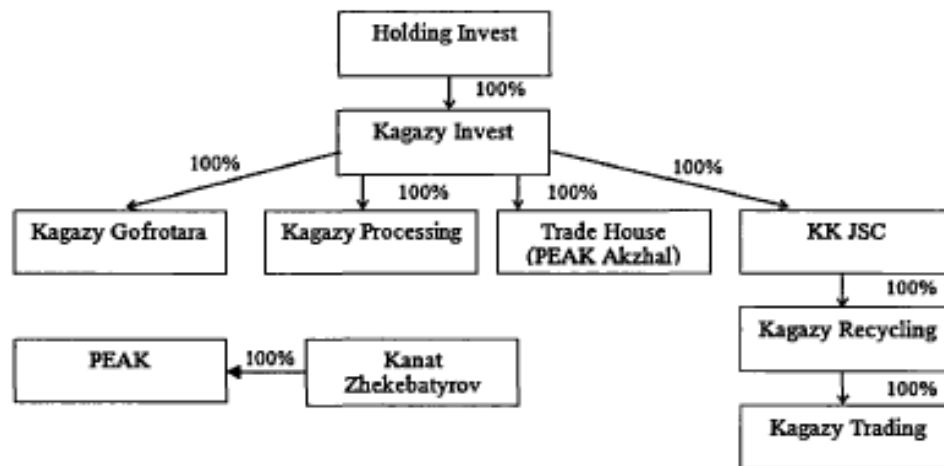 Holding Invest
100%
Kagazy Invest
100%
100%
100%
100%
Kagazy Gofrotara
Kagazy Processing
Trade House
(PEAK Akzhal)
KK JSC
100%
Kagazy Recycling
PEAK
100%
Kanat
Zhekebatyrov
100%
Kagazy Trading